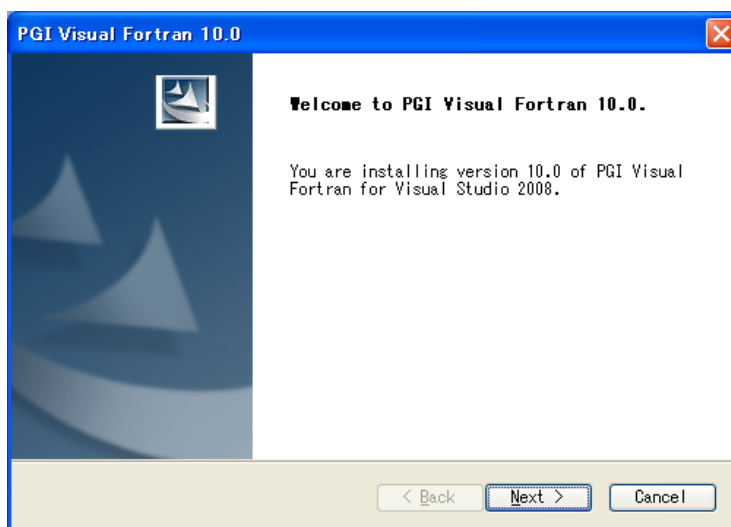 PGI Visual Fortran 10.0
Welcome to PGI Visual Fortran 10.0.
You are installing version 10.0 of PGI Visual
Fortran for Visual Studio 2008.
< Back
Next >
Cancel